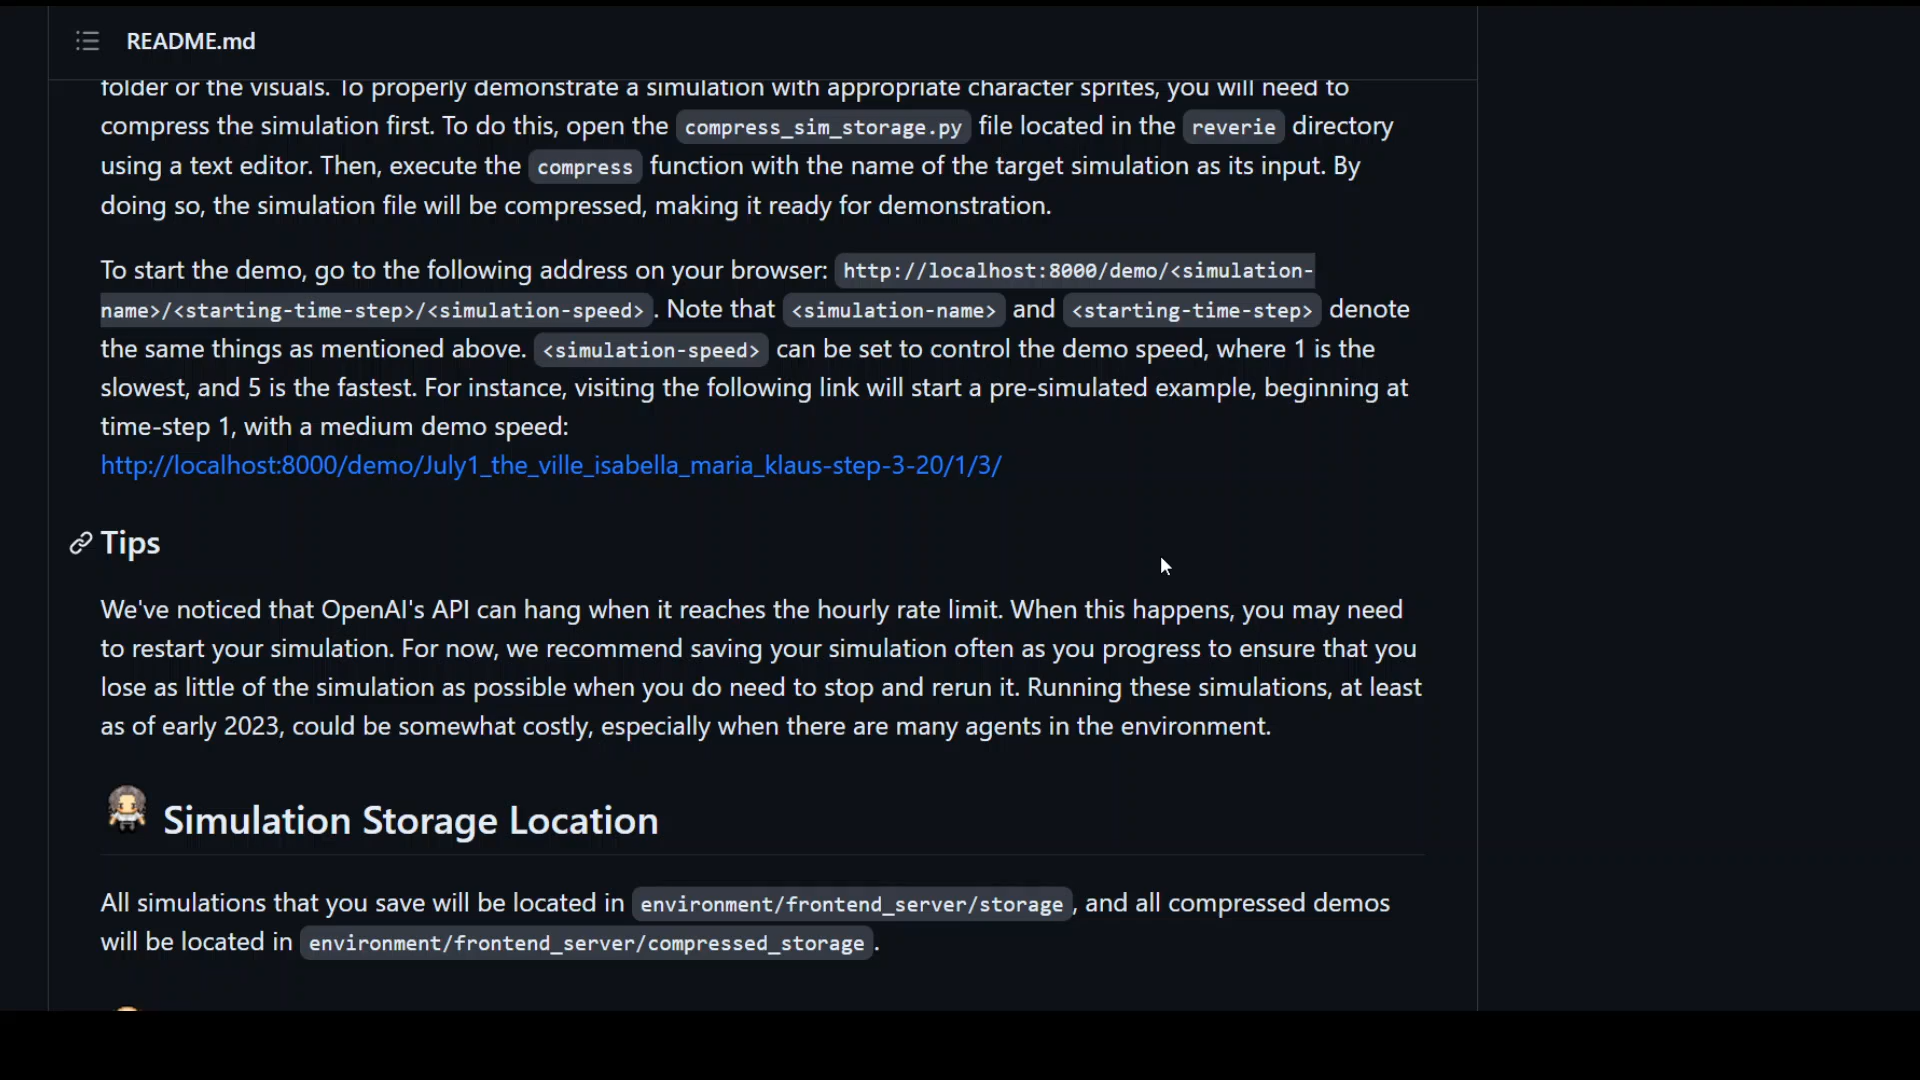 README.md
folder or the visuals. To properly demonstrate a simulation with appropriate character sprites, you will need to
compress the simulation first. To do this, open the compress_sim_storage.py file located in the reverie directory
using a text editor. Then, execute the compress function with the name of the target simulation as its input. By
doing so, the simulation file will be compressed, making it ready for demonstration.
To start the demo, go to the following address on your browser: http://localhost:8000/demo/<simulation-
name>/<starting-time-step>/<simulation-speed> . Note that <simulation-name> and <starting-time-step> denote
the same things as mentioned above. <simulation-speed> can be set to control the demo speed, where 1 is the
slowest, and 5 is the fastest. For instance, visiting the following link will start a pre-simulated example, beginning at
time-step 1, with a medium demo speed:
http://localhost:8000/demo/July1_the_ville_isabella_maria_klaus-step-3-20/1/3/
Tips
We've noticed that OpenAI's API can hang when it reaches the hourly rate limit. When this happens, you may need
to restart your simulation. For now, we recommend saving your simulation often as you progress to ensure that you
lose as little of the simulation as possible when you do need to stop and rerun it. Running these simulations, at least
as of early 2023, could be somewhat costly, especially when there are many agents in the environment.
Simulation Storage Location
All simulations that you save will be located in environment/frontend_server/storage , and all compressed demos
will be located in environment/frontend_server/compressed_storage .